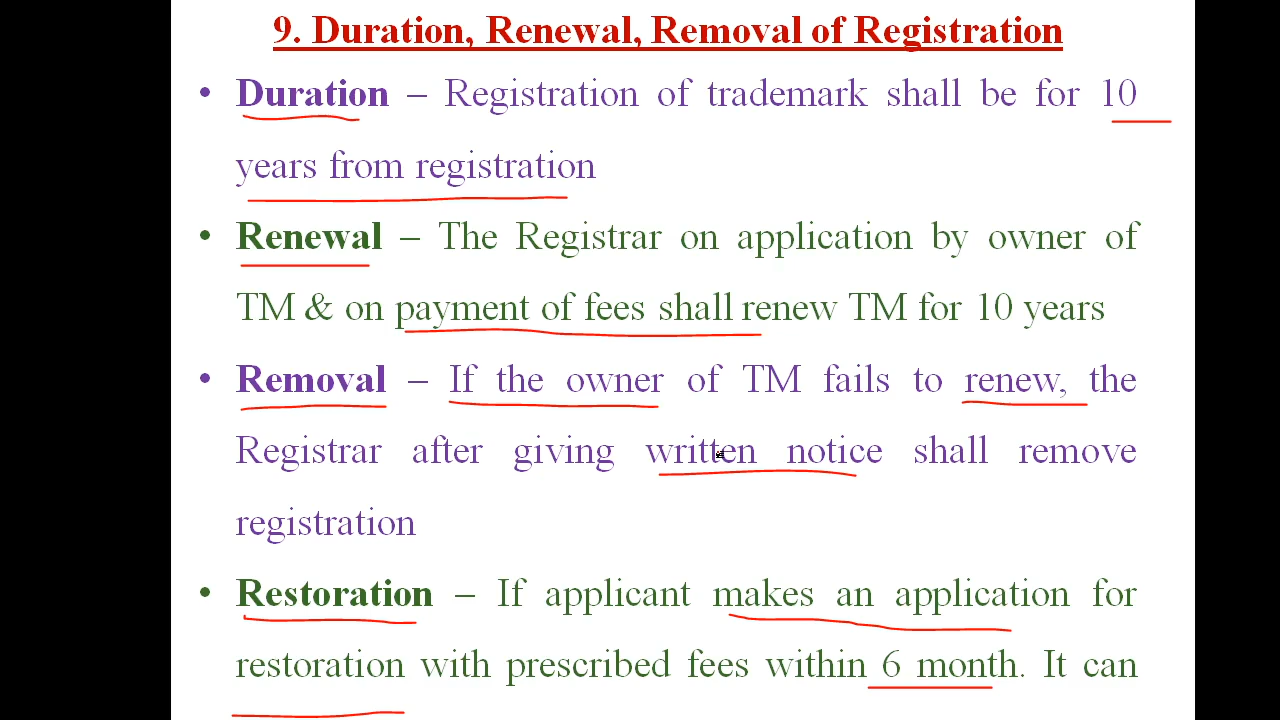 9. Duration, Renewal, Removal of Registration
• Duration – Registration of trademark shall be for 10
years from registration
• Renewal – The Registrar on application by owner of
TM & on payment of fees shall renew TM for 10 years
• Removal – If the owner of TM fails to renew, the
Registrar after giving written notice shall remove
registration
• Restoration – If applicant makes an application for
restoration with prescribed fees within 6 month. It can